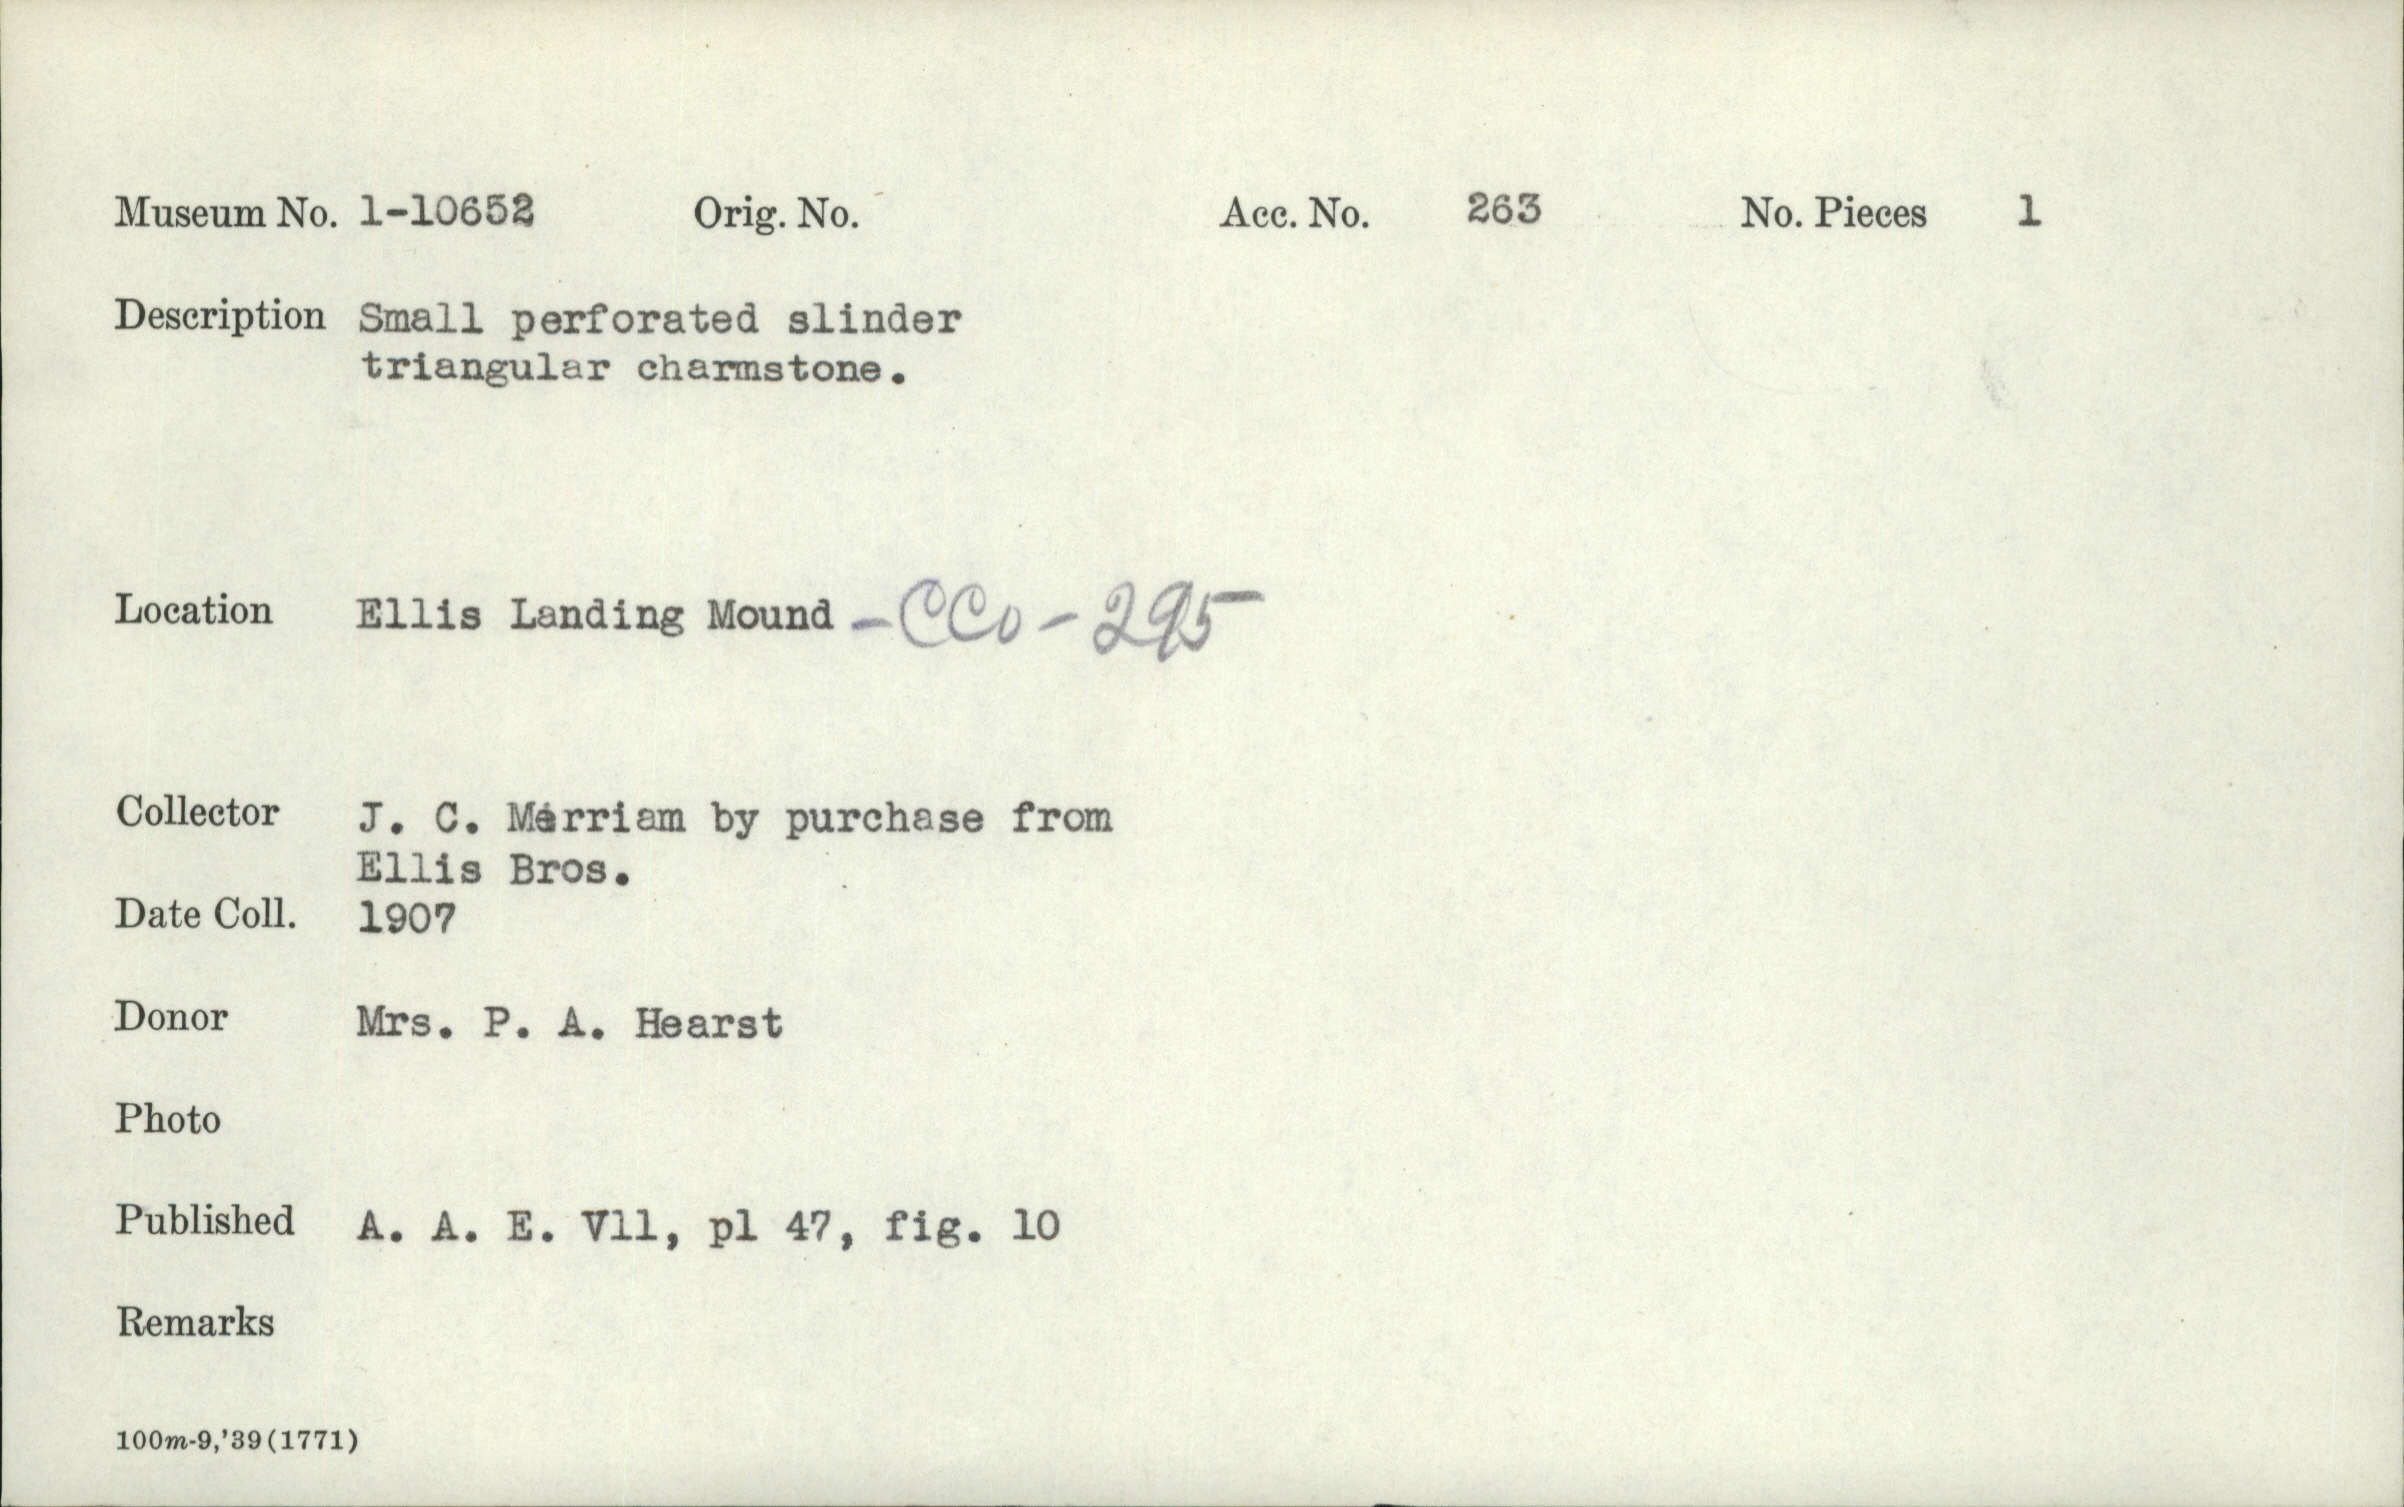 Museum No. 1-10652 Orig. No. Acc. No. 263 No. Pieces 1
Description Small perforated slinder
triangular charmstone.
Location Ellis Landing Mound - CCo - 295
Collector J. C. Merriam by purchase from
Ellis Bros.
Date Coll. 1907
Donor Mrs. P. A. Hearst
Photo
Published A. A. E. Vll, pl 47, fig. 10
Remarks
100m-9,'39(1771)